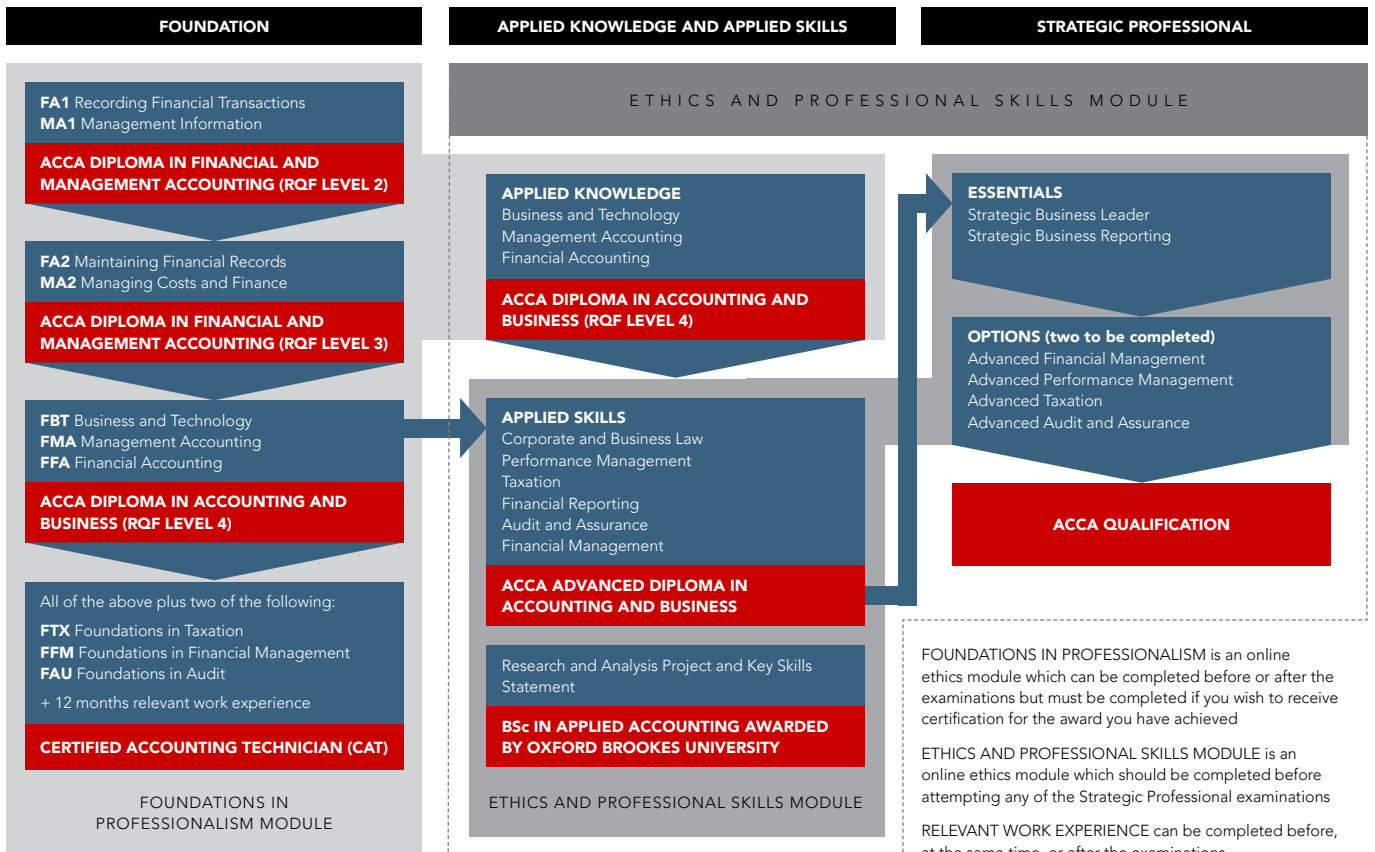 FOUNDATION
FA1 Recording Financial Transactions
MA1 Management Information
ACCA DIPLOMA IN FINANCIAL AND
MANAGEMENT ACCOUNTING (RQF LEVEL 2)
FA2 Maintaining Financial Records
MA2 Managing Costs and Finance
ACCA DIPLOMA IN FINANCIAL AND
MANAGEMENT ACCOUNTING (RQF LEVEL 3)
FBT Business and Technology
FMA Management Accounting
FFA Financial Accounting
ACCA DIPLOMA IN ACCOUNTING AND
BUSINESS (RQF LEVEL 4)
All of the above plus two of the following:
FTX Foundations in Taxation
FFM Foundations in Financial Management
FAU Foundations in Audit
+ 12 months relevant work experience
CERTIFIED ACCOUNTING TECHNICIAN (CAT)
FOUNDATIONS IN
PROFESSIONALISM MODULE
APPLIED KNOWLEDGE AND APPLIED SKILLS
STRATEGIC PROFESSIONAL
ETHICS AND PROFESSIONAL SKILLS MODULE
APPLIED KNOWLEDGE
Business and Technology
Management Accounting
Financial Accounting
ACCA DIPLOMA IN ACCOUNTING AND
BUSINESS (RQF LEVEL 4)
APPLIED SKILLS
Corporate and Business Law
Performance Management
Taxation
Financial Reporting
Audit and Assurance
Financial Management
ACCA ADVANCED DIPLOMA IN
ACCOUNTING AND BUSINESS
Research and Analysis Project and Key Skills
Statement
BSc IN APPLIED ACCOUNTING AWARDED
BY OXFORD BROOKES UNIVERSITY
ETHICS AND PROFESSIONAL SKILLS MODULE
ESSENTIALS
Strategic Business Leader
Strategic Business Reporting
OPTIONS (two to be completed)
Advanced Financial Management
Advanced Performance Management
Advanced Taxation
Advanced Audit and Assurance
ACCA QUALIFICATION
FOUNDATIONS IN PROFESSIONALISM is an online
ethics module which can be completed before or after the
examinations but must be completed if you wish to receive
certification for the award you have achieved
ETHICS AND PROFESSIONAL SKILLS MODULE is an
online ethics module which should be completed before
attempting any of the Strategic Professional examinations
RELEVANT WORK EXPERIENCE can be completed before,
at the same time, or after the examinations